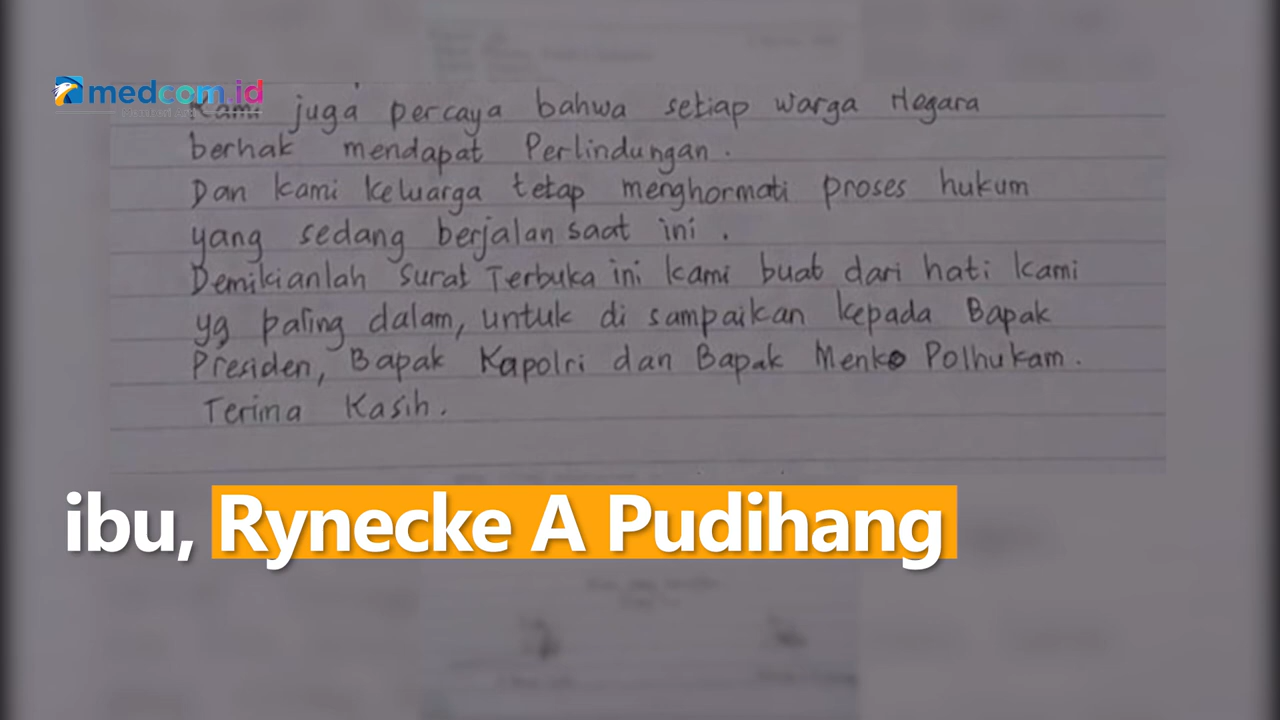 medcom.id
Kami juga percaya bahwa setiap warga Negara
berhak mendapat Perlindungan.
Dan kami keluarga tetap menghormati proses hukum
yang sedang berjalan saat ini.
Demikianlah Surat Terbuka ini kami buat dari hati kami
yg paling dalam, untuk di sampaikan kepada Bapak
Presiden, Bapak Kapolri dan Bapak Menko Polhukam.
Terima Kasih.
ibu, Rynecke A Pudihang